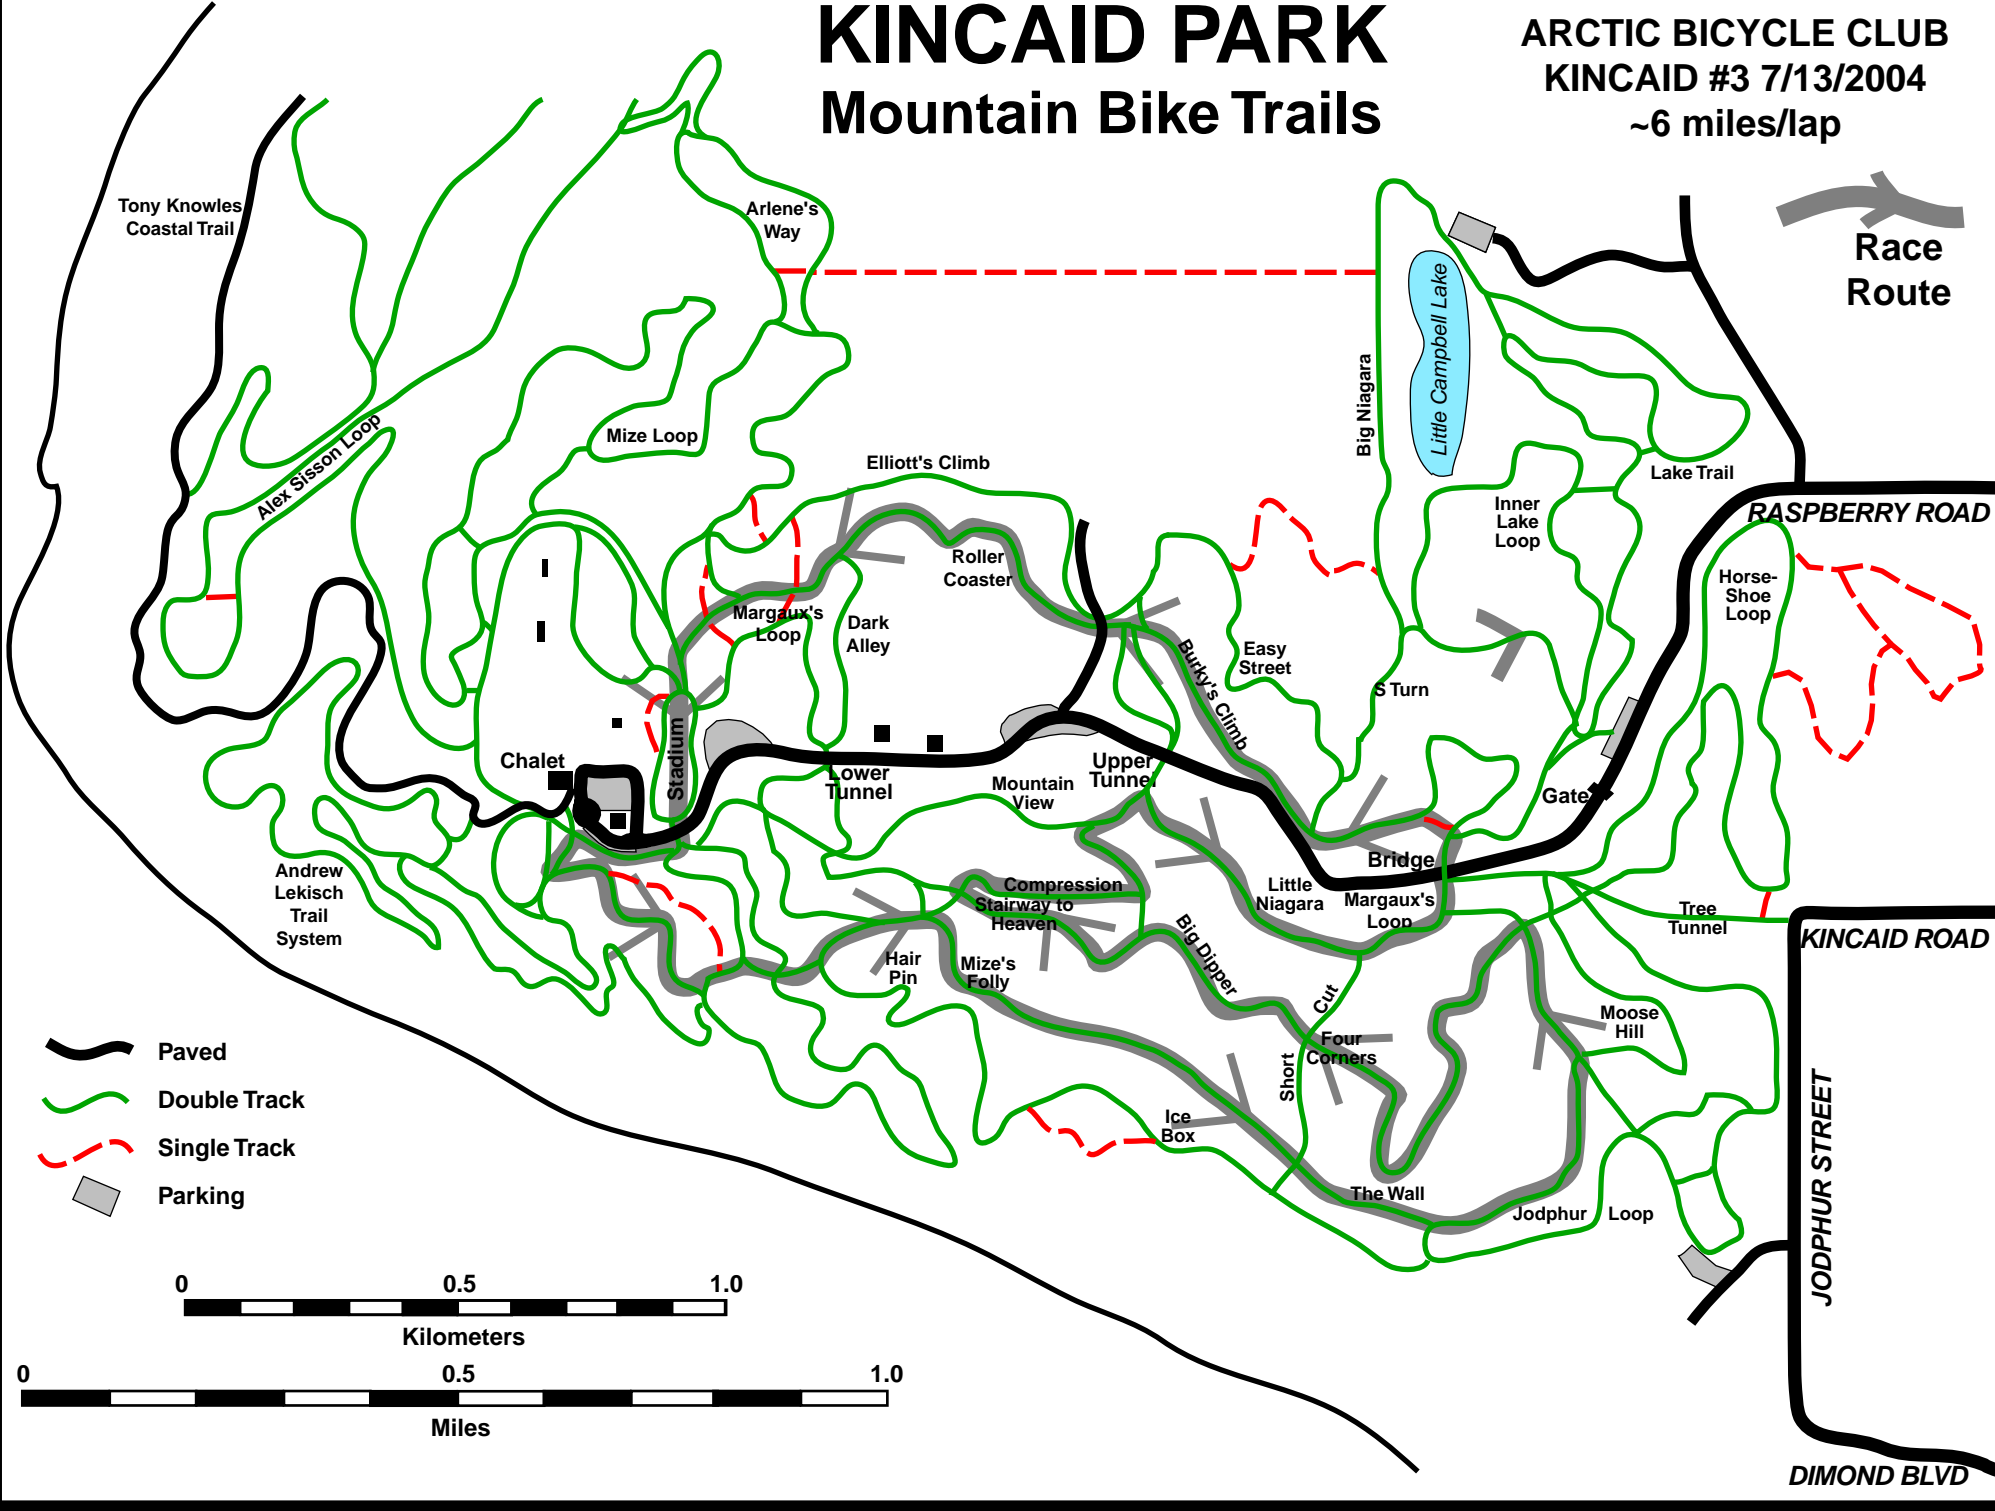 KINCAID PARK
Mountain Bike Trails
ARCTIC BICYCLE CLUB
KINCAID #3 7/13/2004
~6 miles/lap
Race
Route
Tony Knowles
Coastal Trail
Arlene's
Way
Little Campbell Lake
Big Niagara
Mize Loop
Alex Sisson Loop
Elliott's Climb
Lake Trail
Inner
Lake
Loop
RASPBERRY ROAD
Roller
Coaster
Horse-
Shoe
Loop
Margaux's
Loop
Dark
Alley
Easy
Street
Burky's Climb
S Turn
Stadium
Chalet
Lower
Tunnel
Mountain
View
Upper
Tunnel
Gate
Bridge
Andrew
Lekisch
Trail
System
Compression
Stairway to
Heaven
Little
Niagara
Margaux's
Loop
Tree
Tunnel
KINCAID ROAD
Big Dipper
Hair
Pin
Mize's
Folly
Short Cut
Four
Corners
Moose
Hill
Ice
Box
The Wall
Jodphur Loop
JODPHUR STREET
DIMOND BLVD
Paved
Double Track
Single Track
Parking
0 0.5 1.0
Kilometers
0 0.5 1.0
Miles